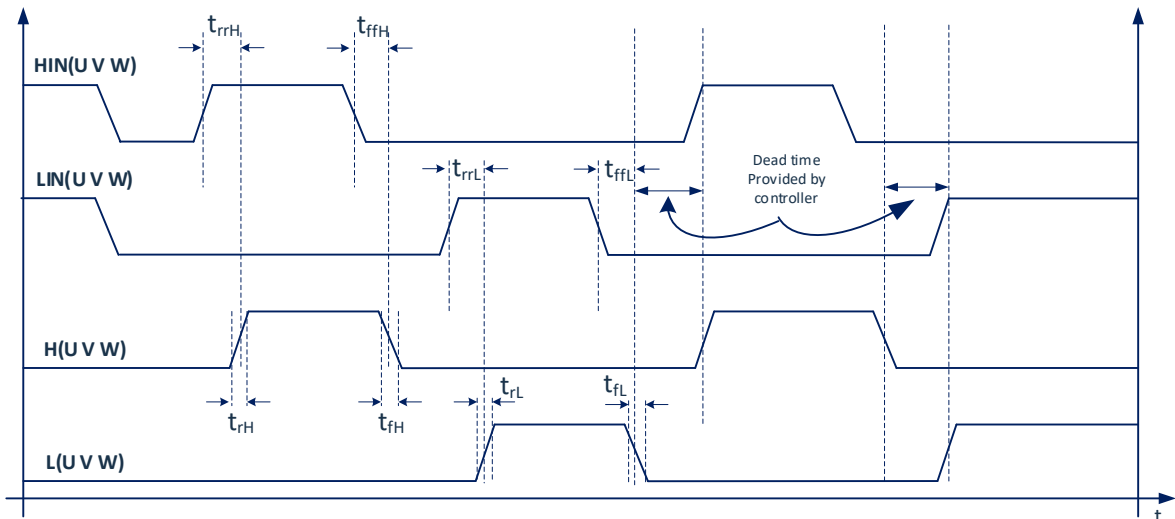 trrH
tffH
HIN(U V W)
trrL
tffL
Dead time
Provided by
controller
LIN(U V W)
H(U V W)
trH
tfH
trL
tfL
L(U V W)
t